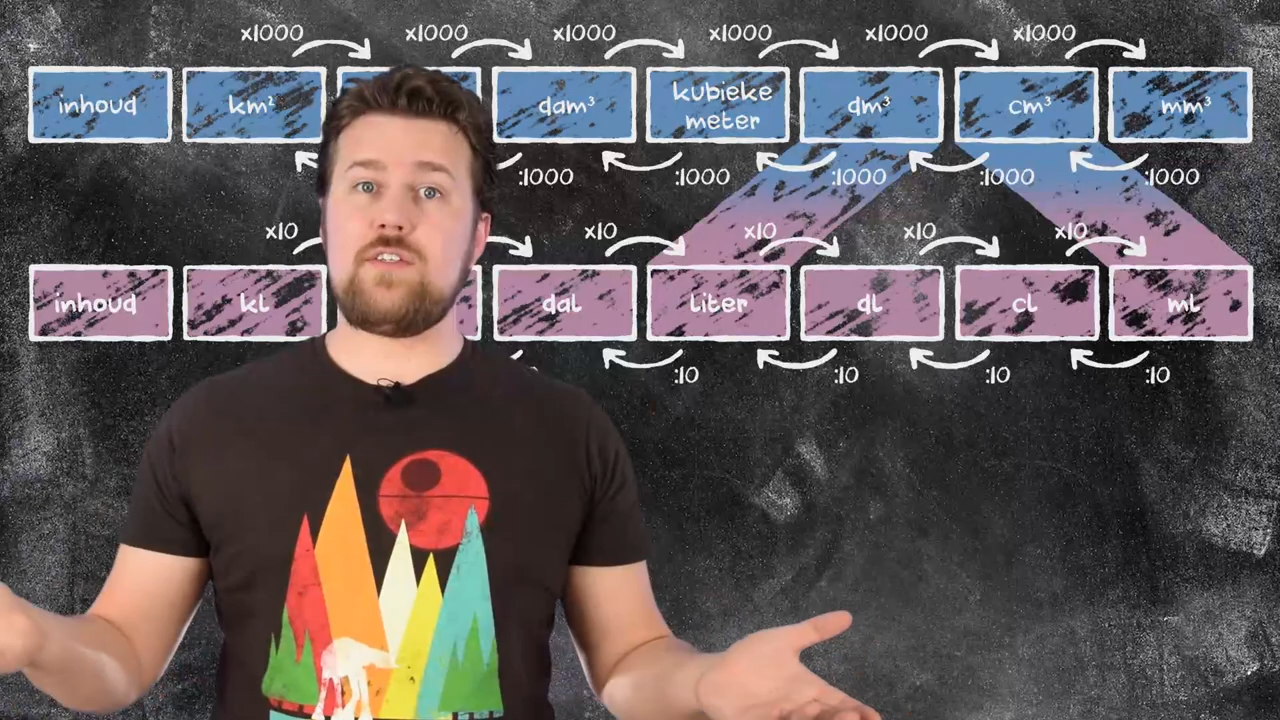 x1000 x1000 x1000 x1000 x1000 x1000
inhoud km² dam³ kubieke meter dm³ cm³ mm³
:1000 :1000 :1000 :1000 :1000
x10 x10 x10 x10 x10
inhoud kl dal liter dl cl ml
:10 :10 :10 :10